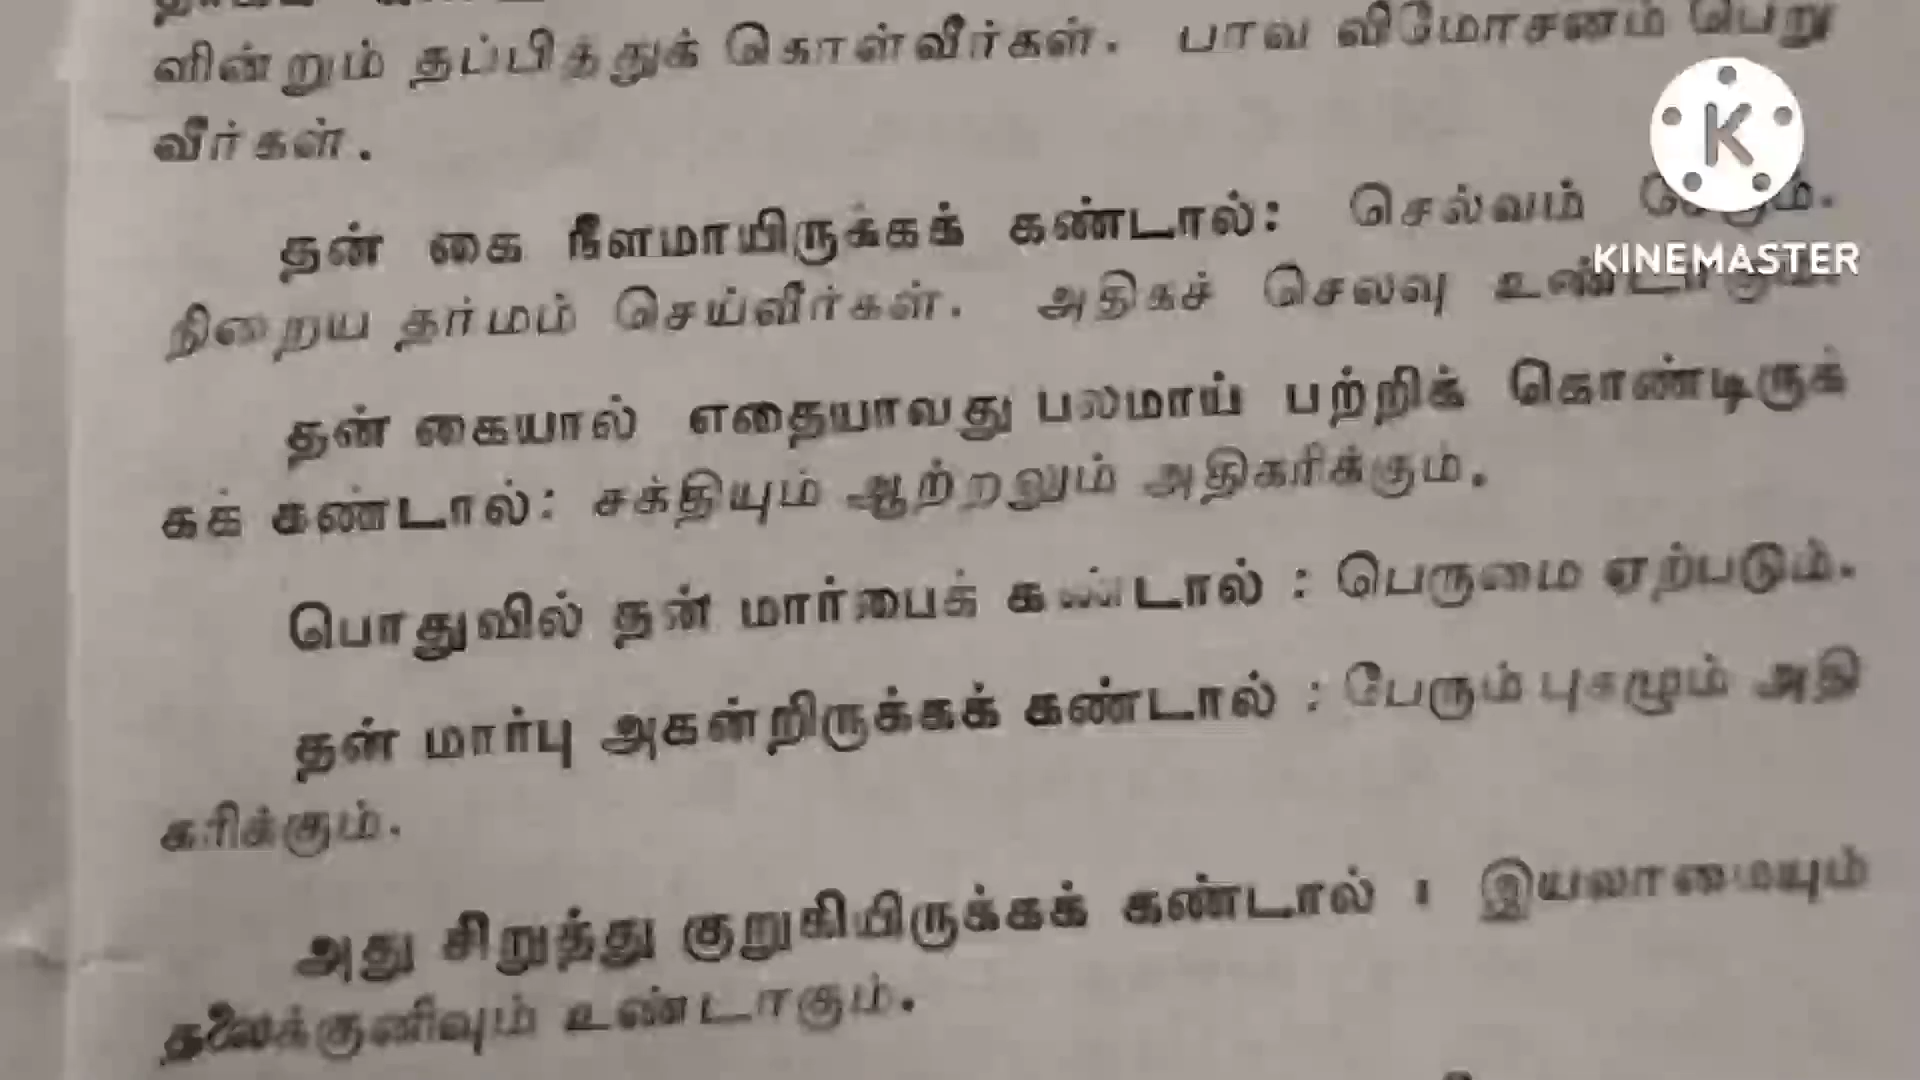 ளின்றும் தப்பித்துக் கொள்வீர்கள். பாவ விமோசனம் பெறு
வீர்கள்.
தன் கை நீளமாயிருக்கக் கண்டால்: செல்வம்
நிறைய தர்மம் செய்வீர்கள். அதிகச் செலவு உண்டாகும்.
தன் கையால் எதையாவது பலமாய் பற்றிக் கொண்டிருக்
கக் கண்டால்: சக்தியும் ஆற்றலும் அதிகரிக்கும்.
பொதுவில் தன் மார்பைக் கண்டால் : பெருமை ஏற்படும்.
தன் மார்பு அகன்றிருக்கக் கண்டால் : பேரும் புகழும் அதி
கரிக்கும்.
அது சிறுத்து குறுகியிருக்கக் கண்டால் : இயலாமையும்
தலைக்குனிவும் உண்டாகும்.
K
KINEMASTER